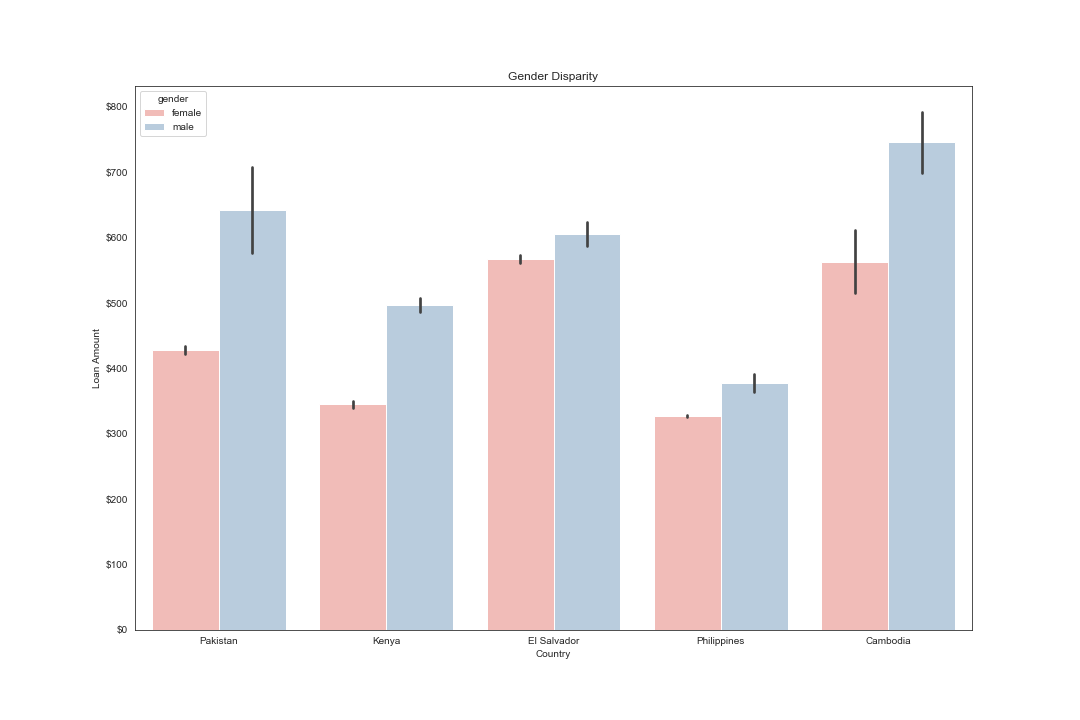 Gender Disparity
gender
female
male
$800
$700
$600
$500
$400
$300
$200
$100
$0
Loan Amount
Pakistan Kenya El Salvador Philippines Cambodia
Country